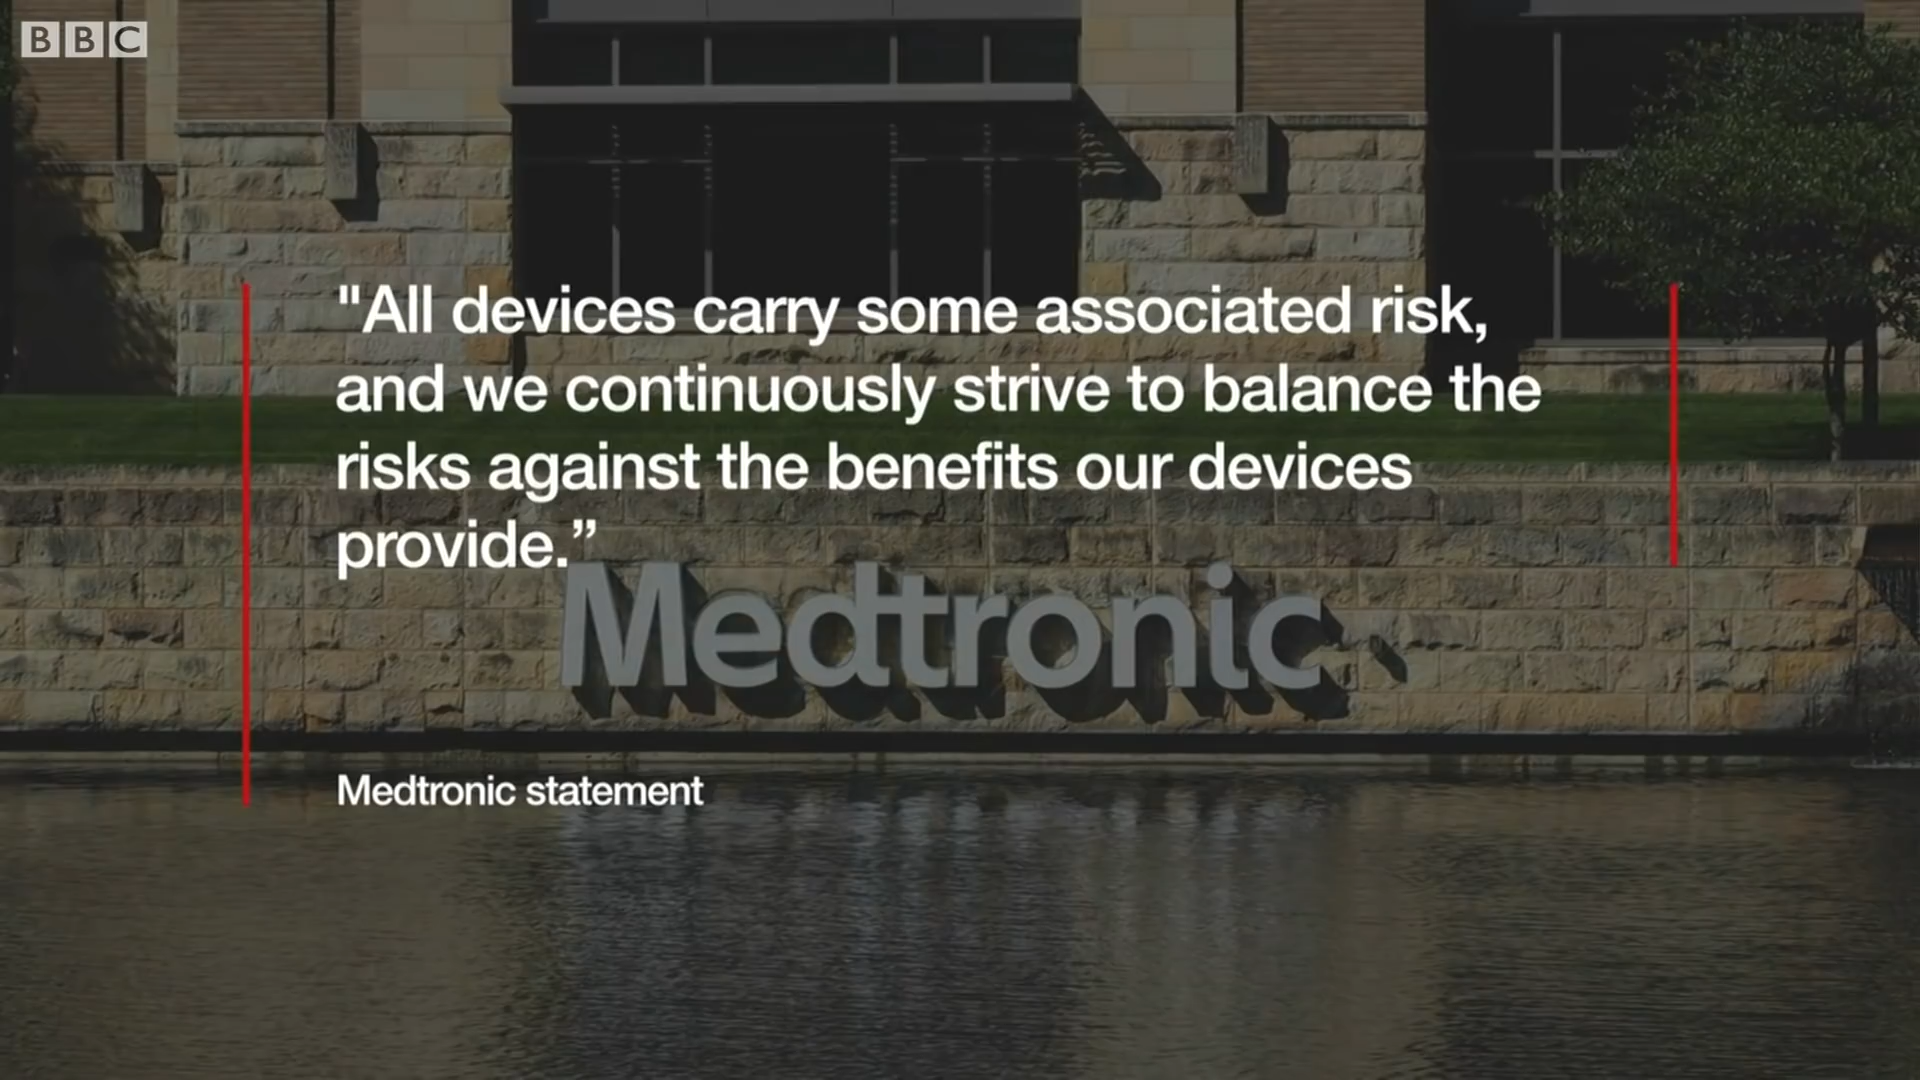 BBC
"All devices carry some associated risk,
and we continuously strive to balance the
risks against the benefits our devices
provide.”
Medtronic
Medtronic statement